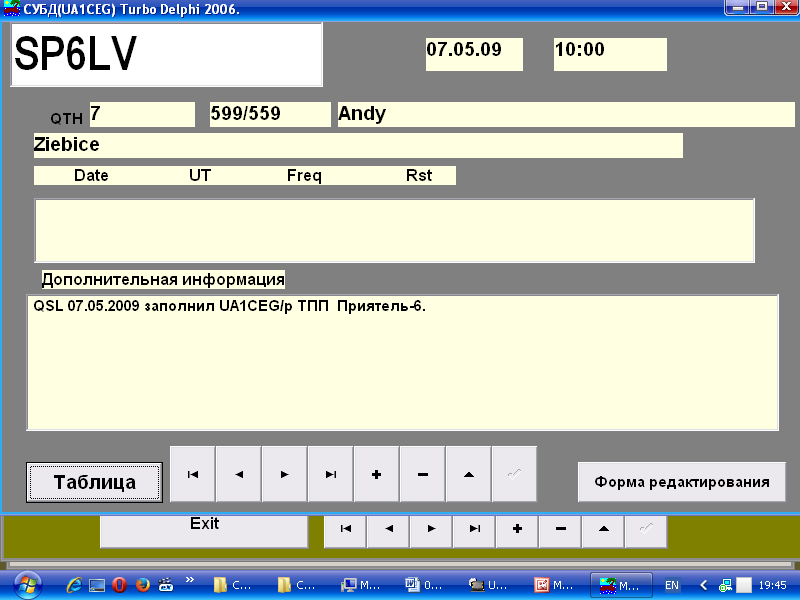 СУБД(UA1CEG) Turbo Delphi 2006.
SP6LV
07.05.09 10:00
QTH 7 599/559 Andy
Ziebice
Date UT Freq Rst
Дополнительная информация
QSL 07.05.2009 заполнил UA1CEG/p ТПП Приятель-6.
Таблица Форма редактирования
Exit
C... C... M... 0... U... M... M... EN 19:45